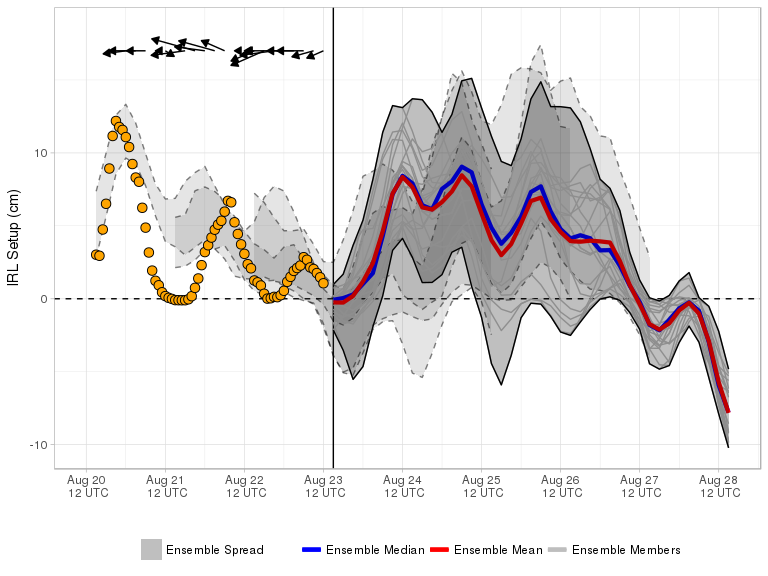 IRL Setup (cm)
10
0
-10
Aug 20 Aug 21 Aug 22 Aug 23 Aug 24 Aug 25 Aug 26 Aug 27 Aug 28
12 UTC 12 UTC 12 UTC 12 UTC 12 UTC 12 UTC 12 UTC 12 UTC 12 UTC
Ensemble Spread Ensemble Median Ensemble Mean Ensemble Members